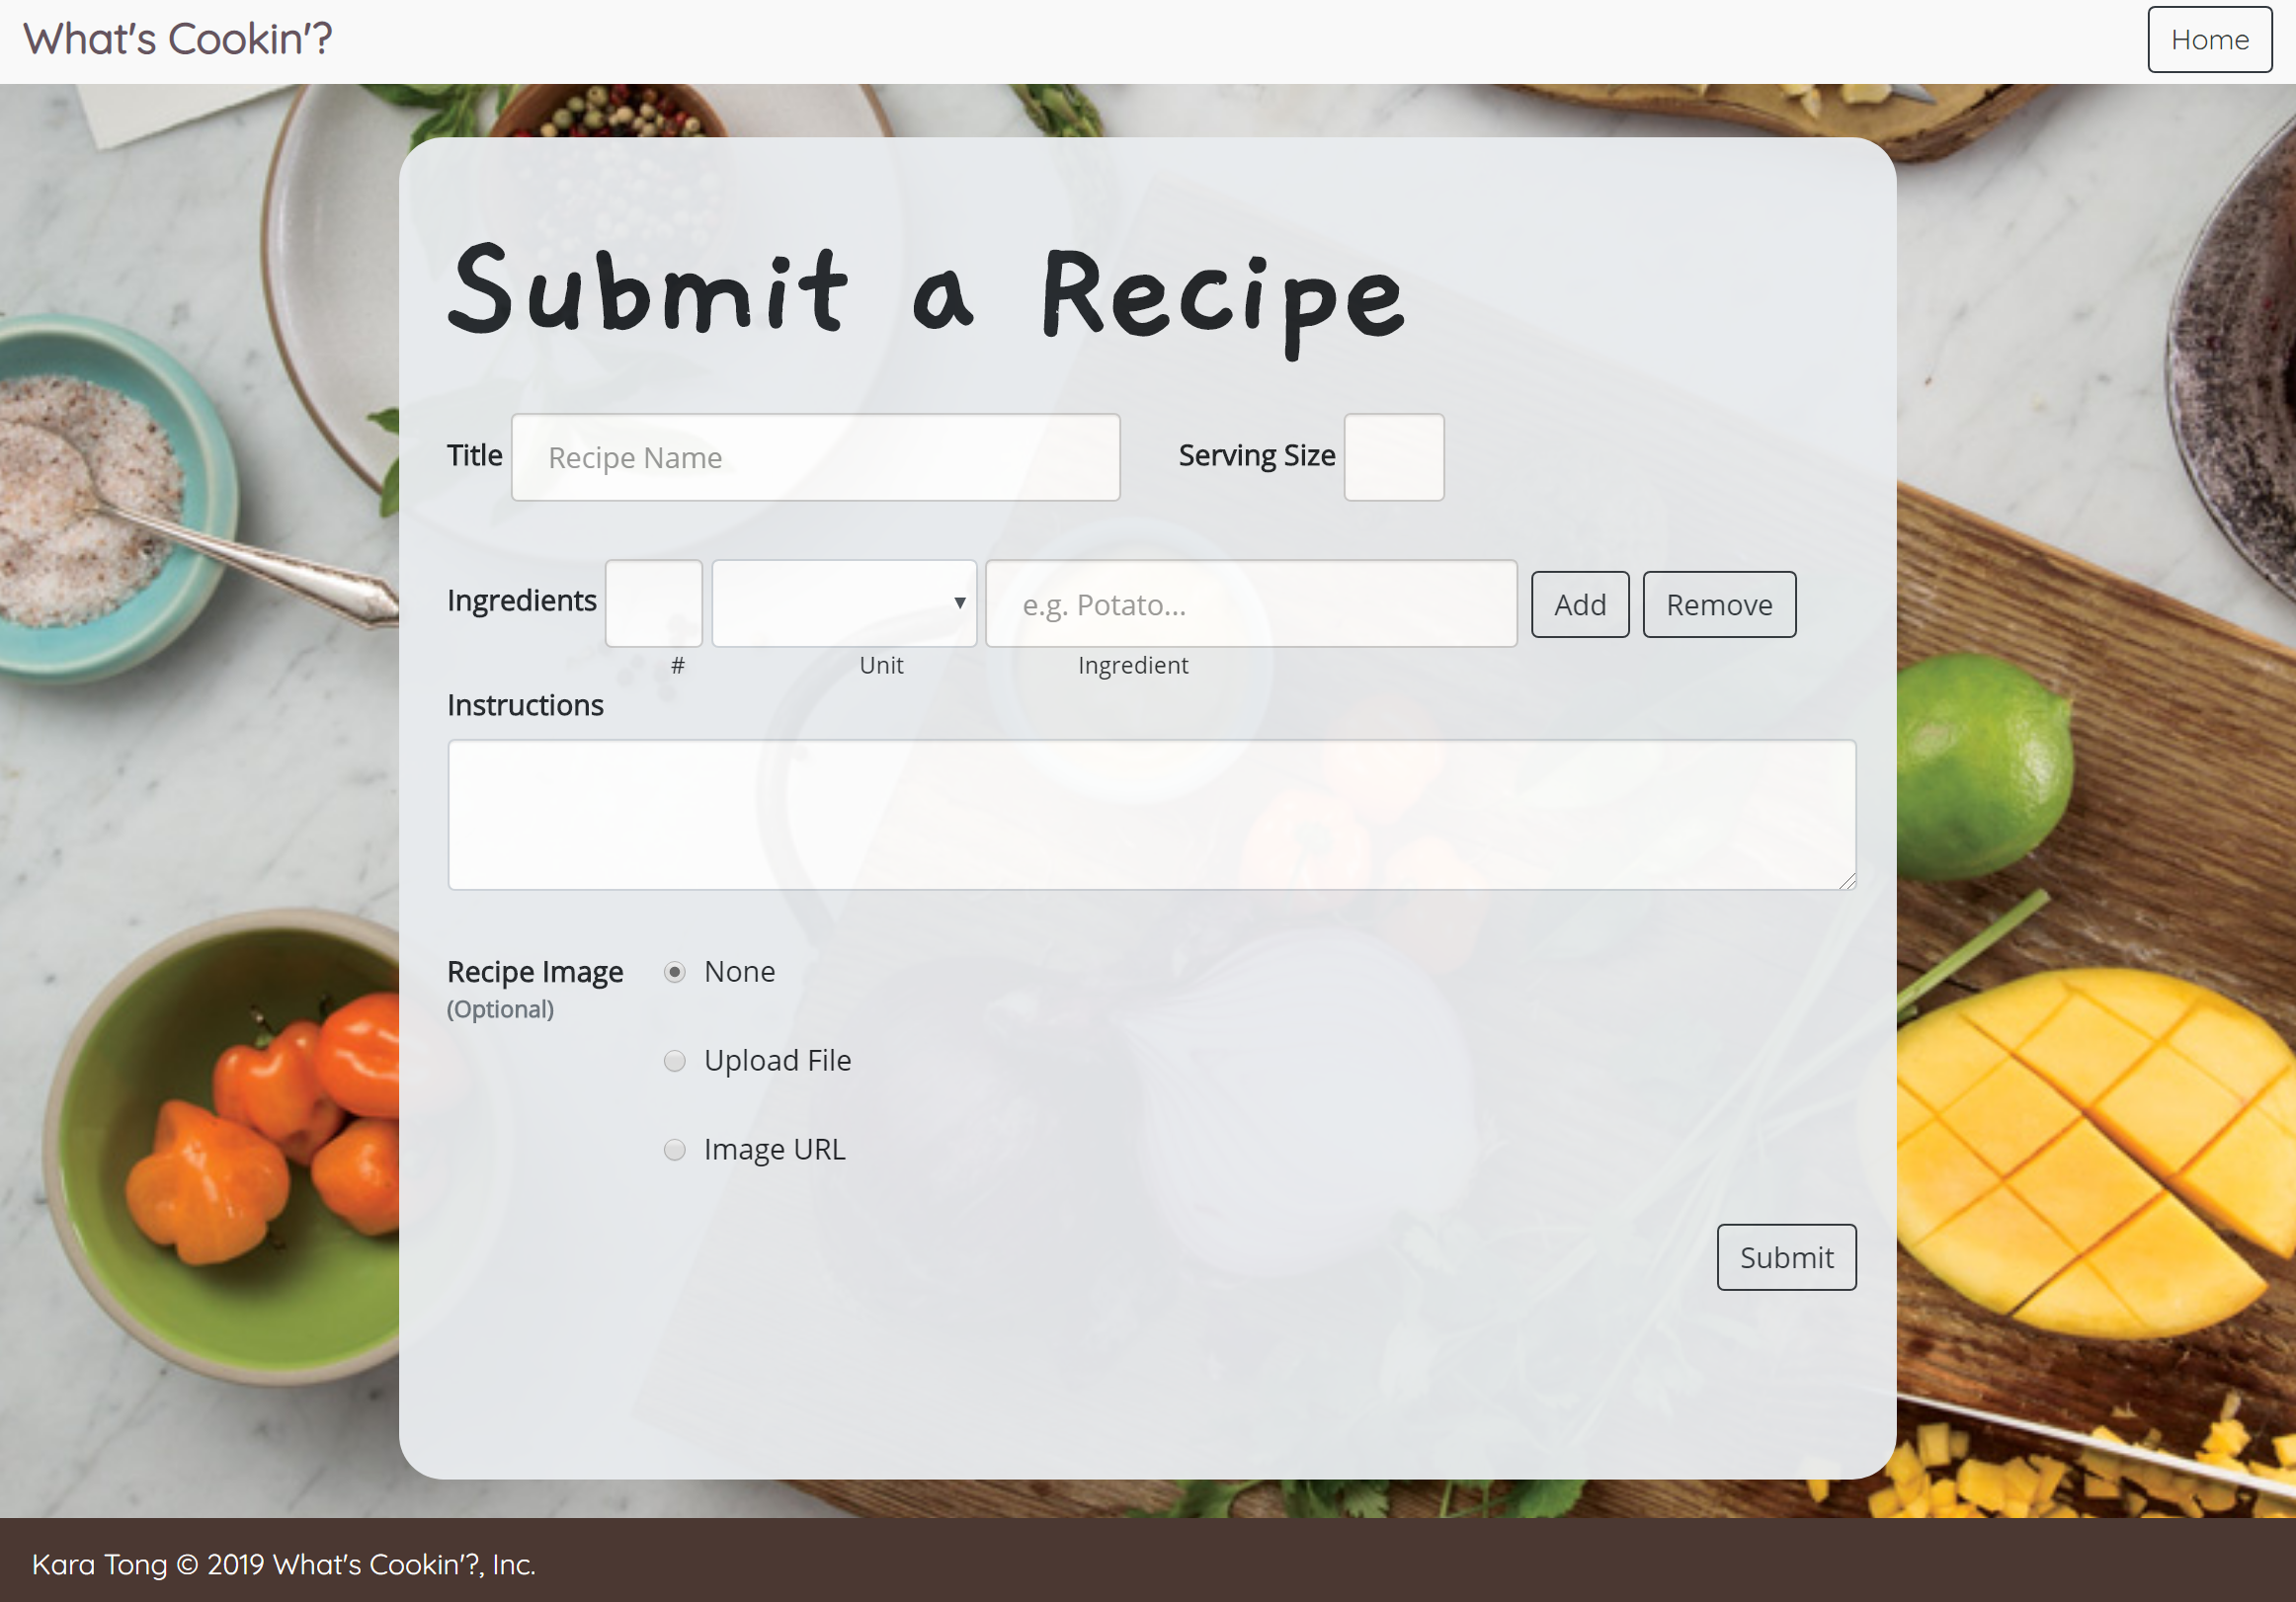 What's Cookin'?
Home
Submit a Recipe
Title Recipe Name Serving Size
Ingredients ▼ e.g. Potato... Add Remove
# Unit Ingredient
Instructions
Recipe Image None
(Optional)
Upload File
Image URL
Submit
Kara Tong © 2019 What's Cookin'?, Inc.